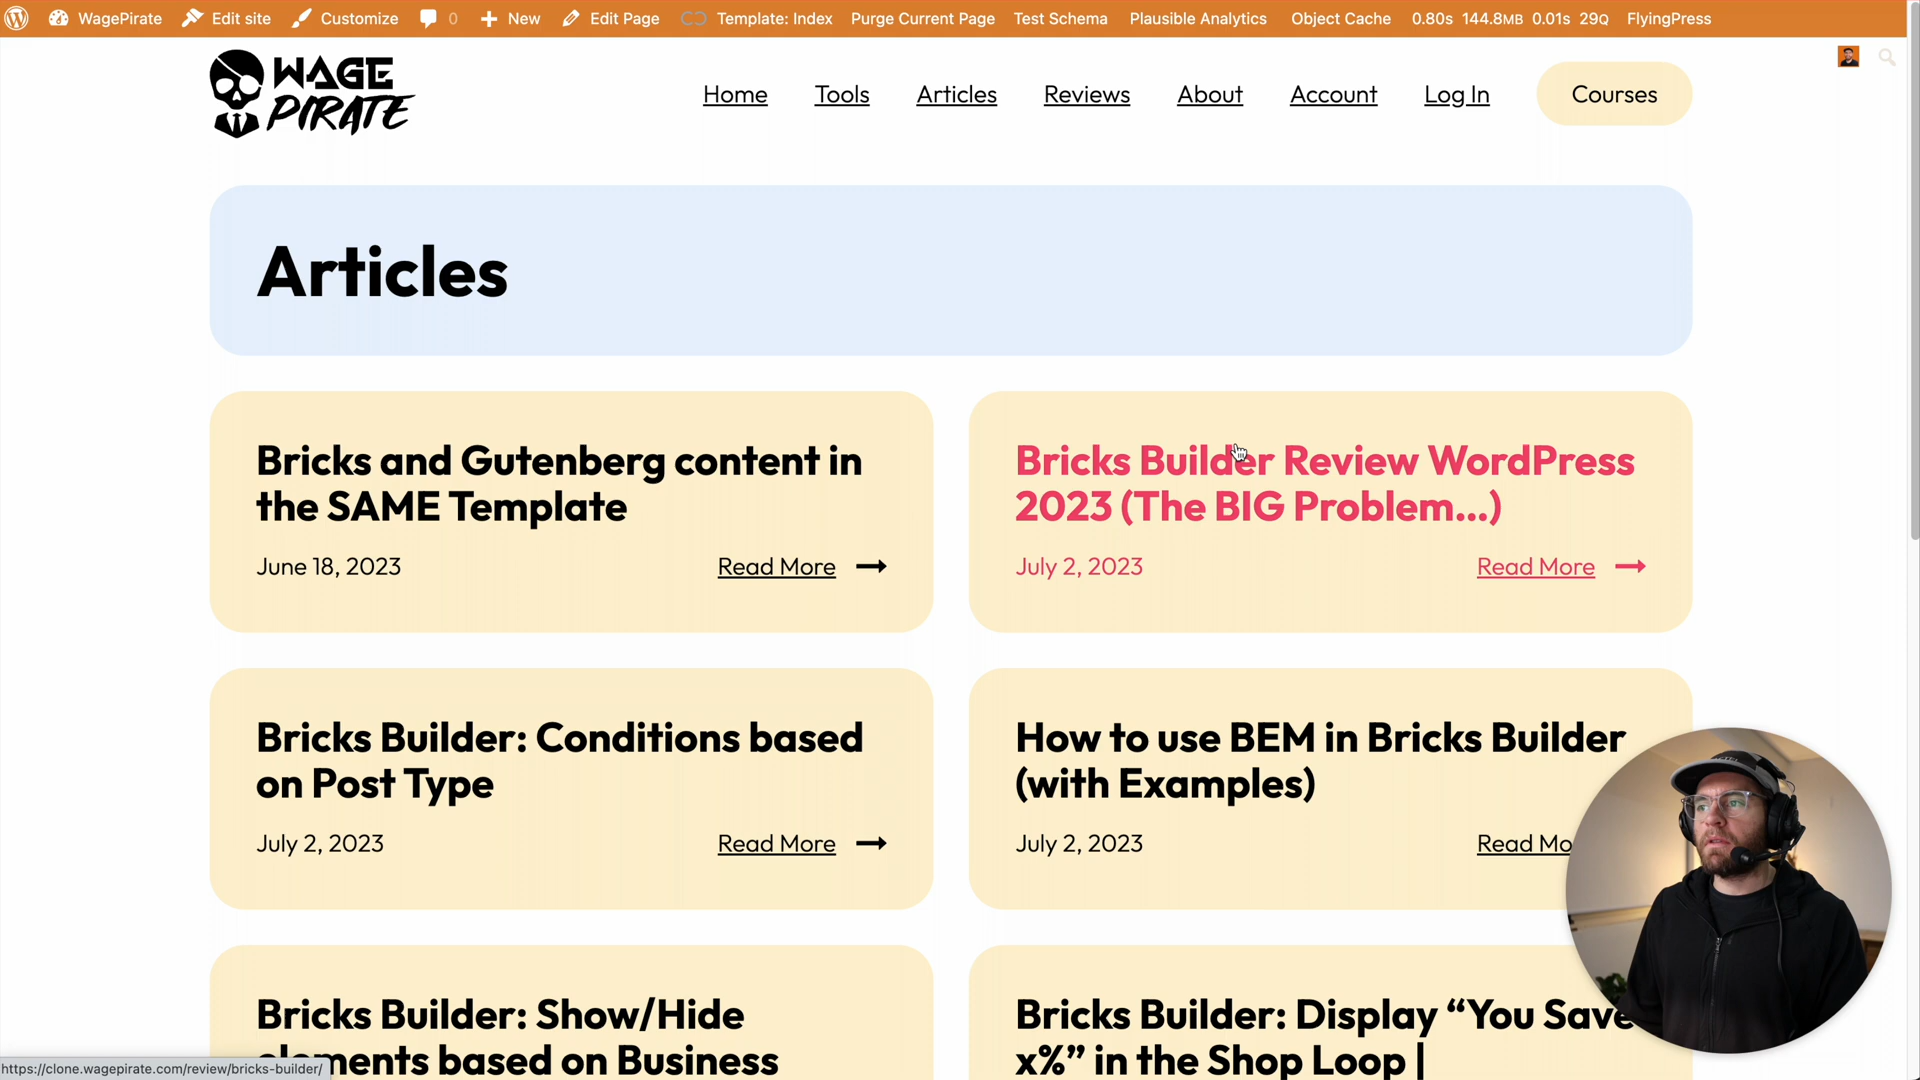 WagePirate Edit site Customize 0 New Edit Page Template: Index Purge Current Page Test Schema Plausible Analytics Object Cache 0.80s 144.8MB 0.01s 29Q FlyingPress
WAGE
PIRATE
Home Tools Articles Reviews About Account Log In Courses
Articles
Bricks and Gutenberg content in
the SAME Template
June 18, 2023 Read More
Bricks Builder Review WordPress
2023 (The BIG Problem...)
July 2, 2023 Read More
Bricks Builder: Conditions based
on Post Type
July 2, 2023 Read More
How to use BEM in Bricks Builder
(with Examples)
July 2, 2023 Read Mo
Bricks Builder: Show/Hide
elements based on Business
Bricks Builder: Display “You Save
x%” in the Shop Loop |
https://clone.wagepirate.com/review/bricks-builder/